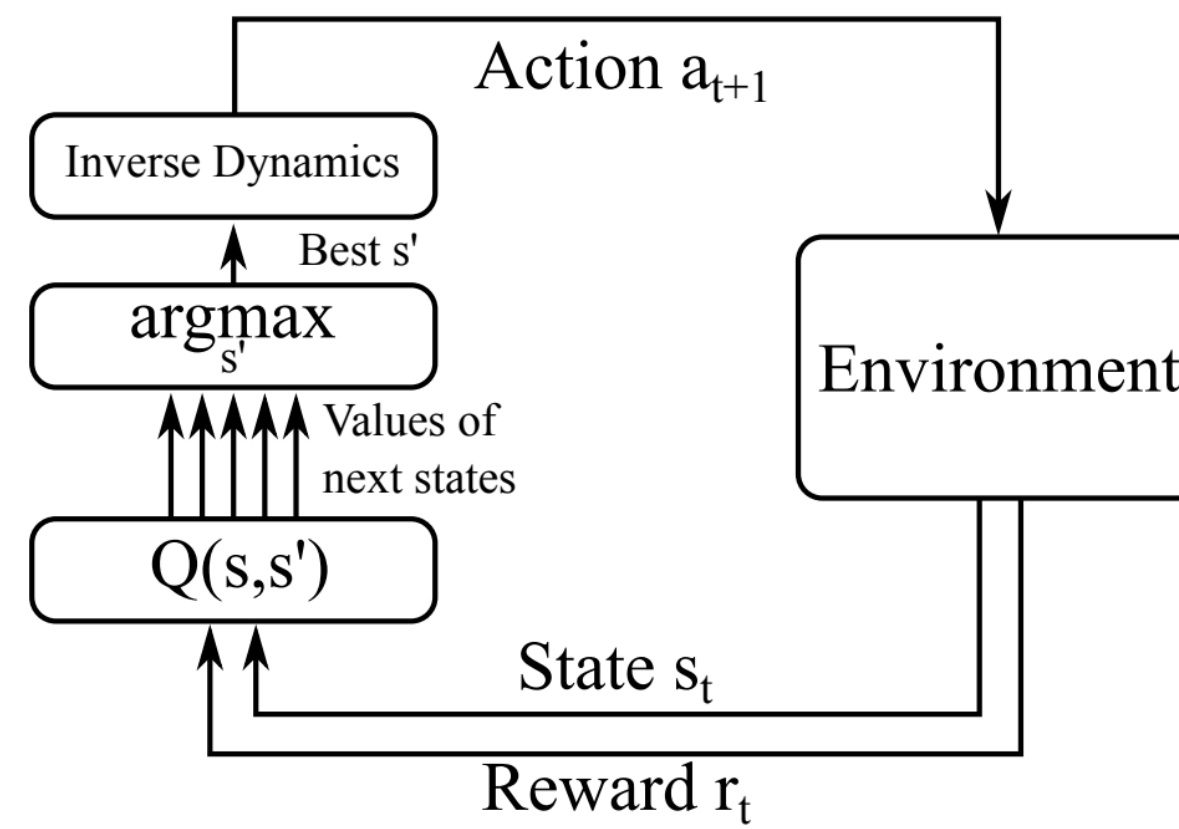 Action a_{t+1}
Inverse Dynamics
Best s'
argmax
s'
Values of
next states
Environment
Q(s,s')
State s_t
Reward r_t